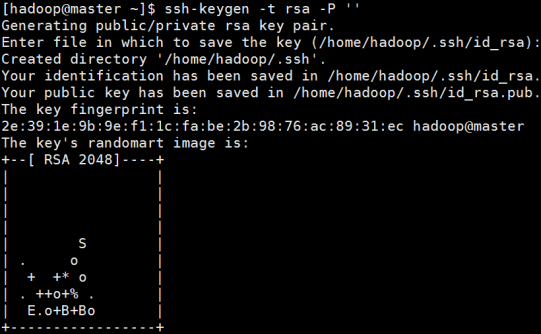 [hadoop@master ~]$ ssh-keygen -t rsa -P ''
Generating public/private rsa key pair.
Enter file in which to save the key (/home/hadoop/.ssh/id_rsa):
Created directory '/home/hadoop/.ssh'.
Your identification has been saved in /home/hadoop/.ssh/id_rsa.
Your public key has been saved in /home/hadoop/.ssh/id_rsa.pub.
The key fingerprint is:
2e:39:1e:9b:9e:f1:1c:fa:be:2b:98:76:ac:89:31:ec hadoop@master
The key's randomart image is:
+--[ RSA 2048]----+
|                 |
|                 |
|                 |
|                 |
|        S        |
| .     o         |
|  +  +* o        |
| . ++o+% .       |
|  E.o+B+Bo       |
+-----------------+